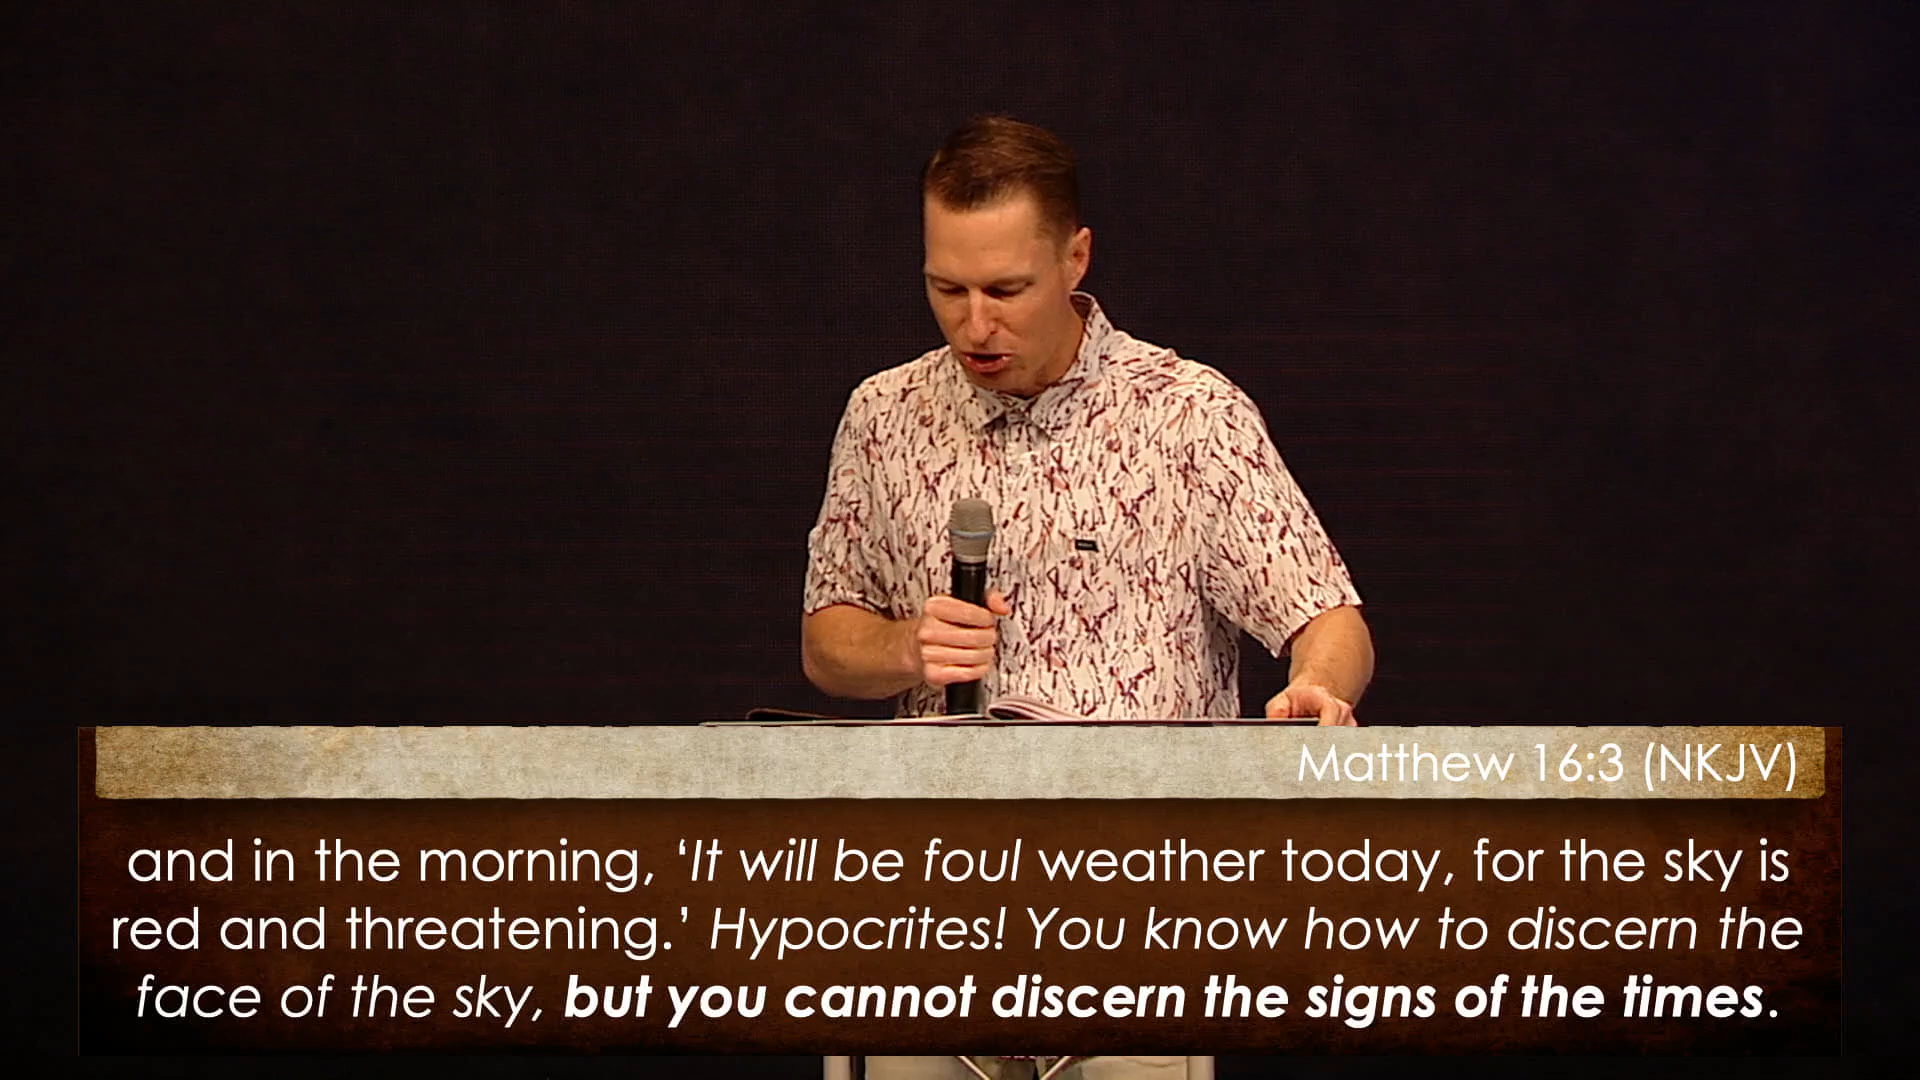 Matthew 16:3 (NKJV)
and in the morning, ‘It will be foul weather today, for the sky is
red and threatening.’ Hypocrites! You know how to discern the
face of the sky, but you cannot discern the signs of the times.